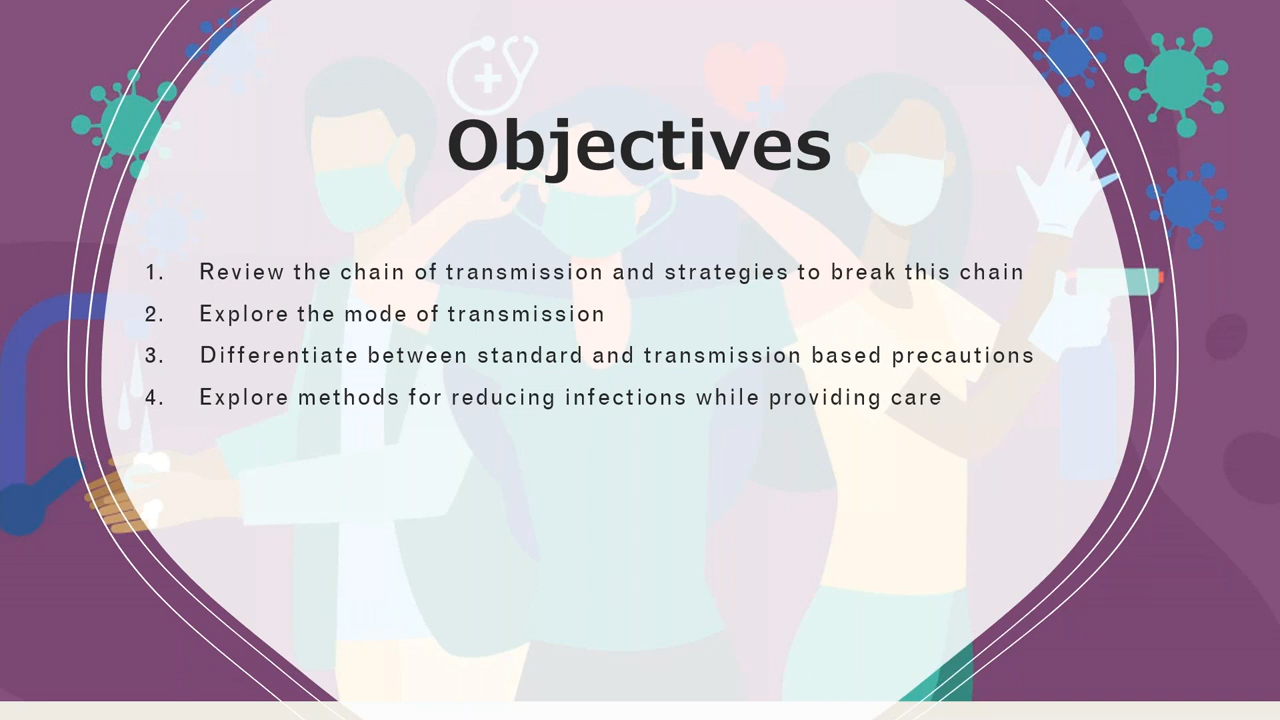 Objectives
1. Review the chain of transmission and strategies to break this chain
2. Explore the mode of transmission
3. Differentiate between standard and transmission based precautions
4. Explore methods for reducing infections while providing care